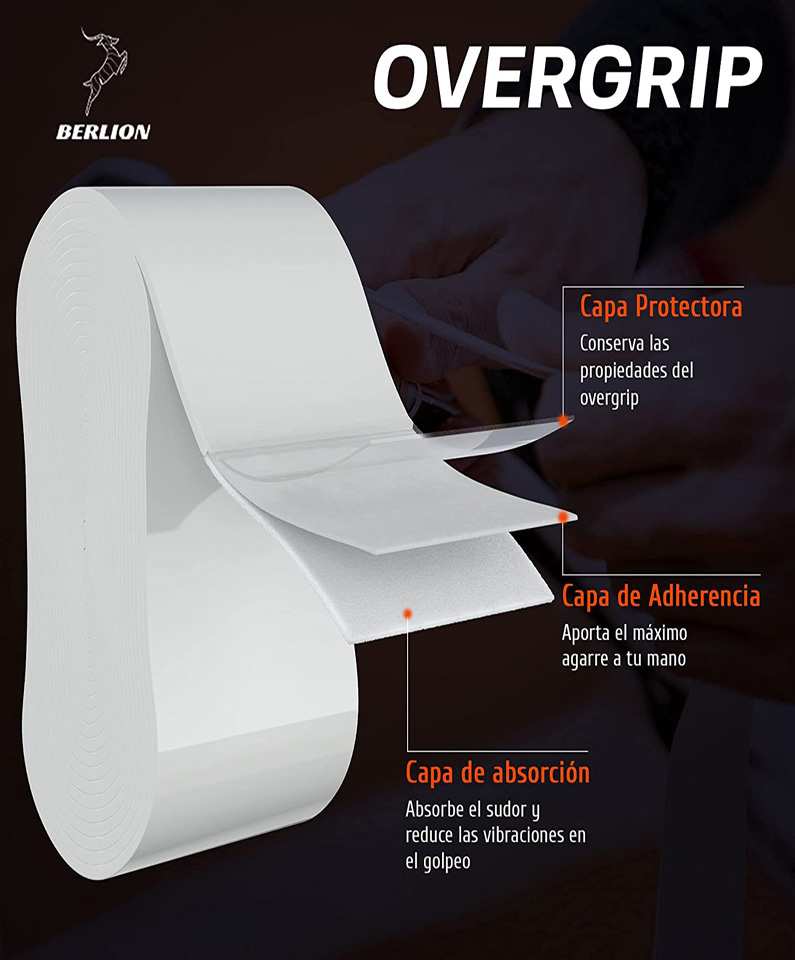 BERLION
OVERGRIP
Capa Protectora
Conserva las
propiedades del
overgrip
Capa de Adherencia
Aporta el máximo
agarre a tu mano
Capa de absorción
Absorbe el sudor y
reduce las vibraciones en
el golpeo